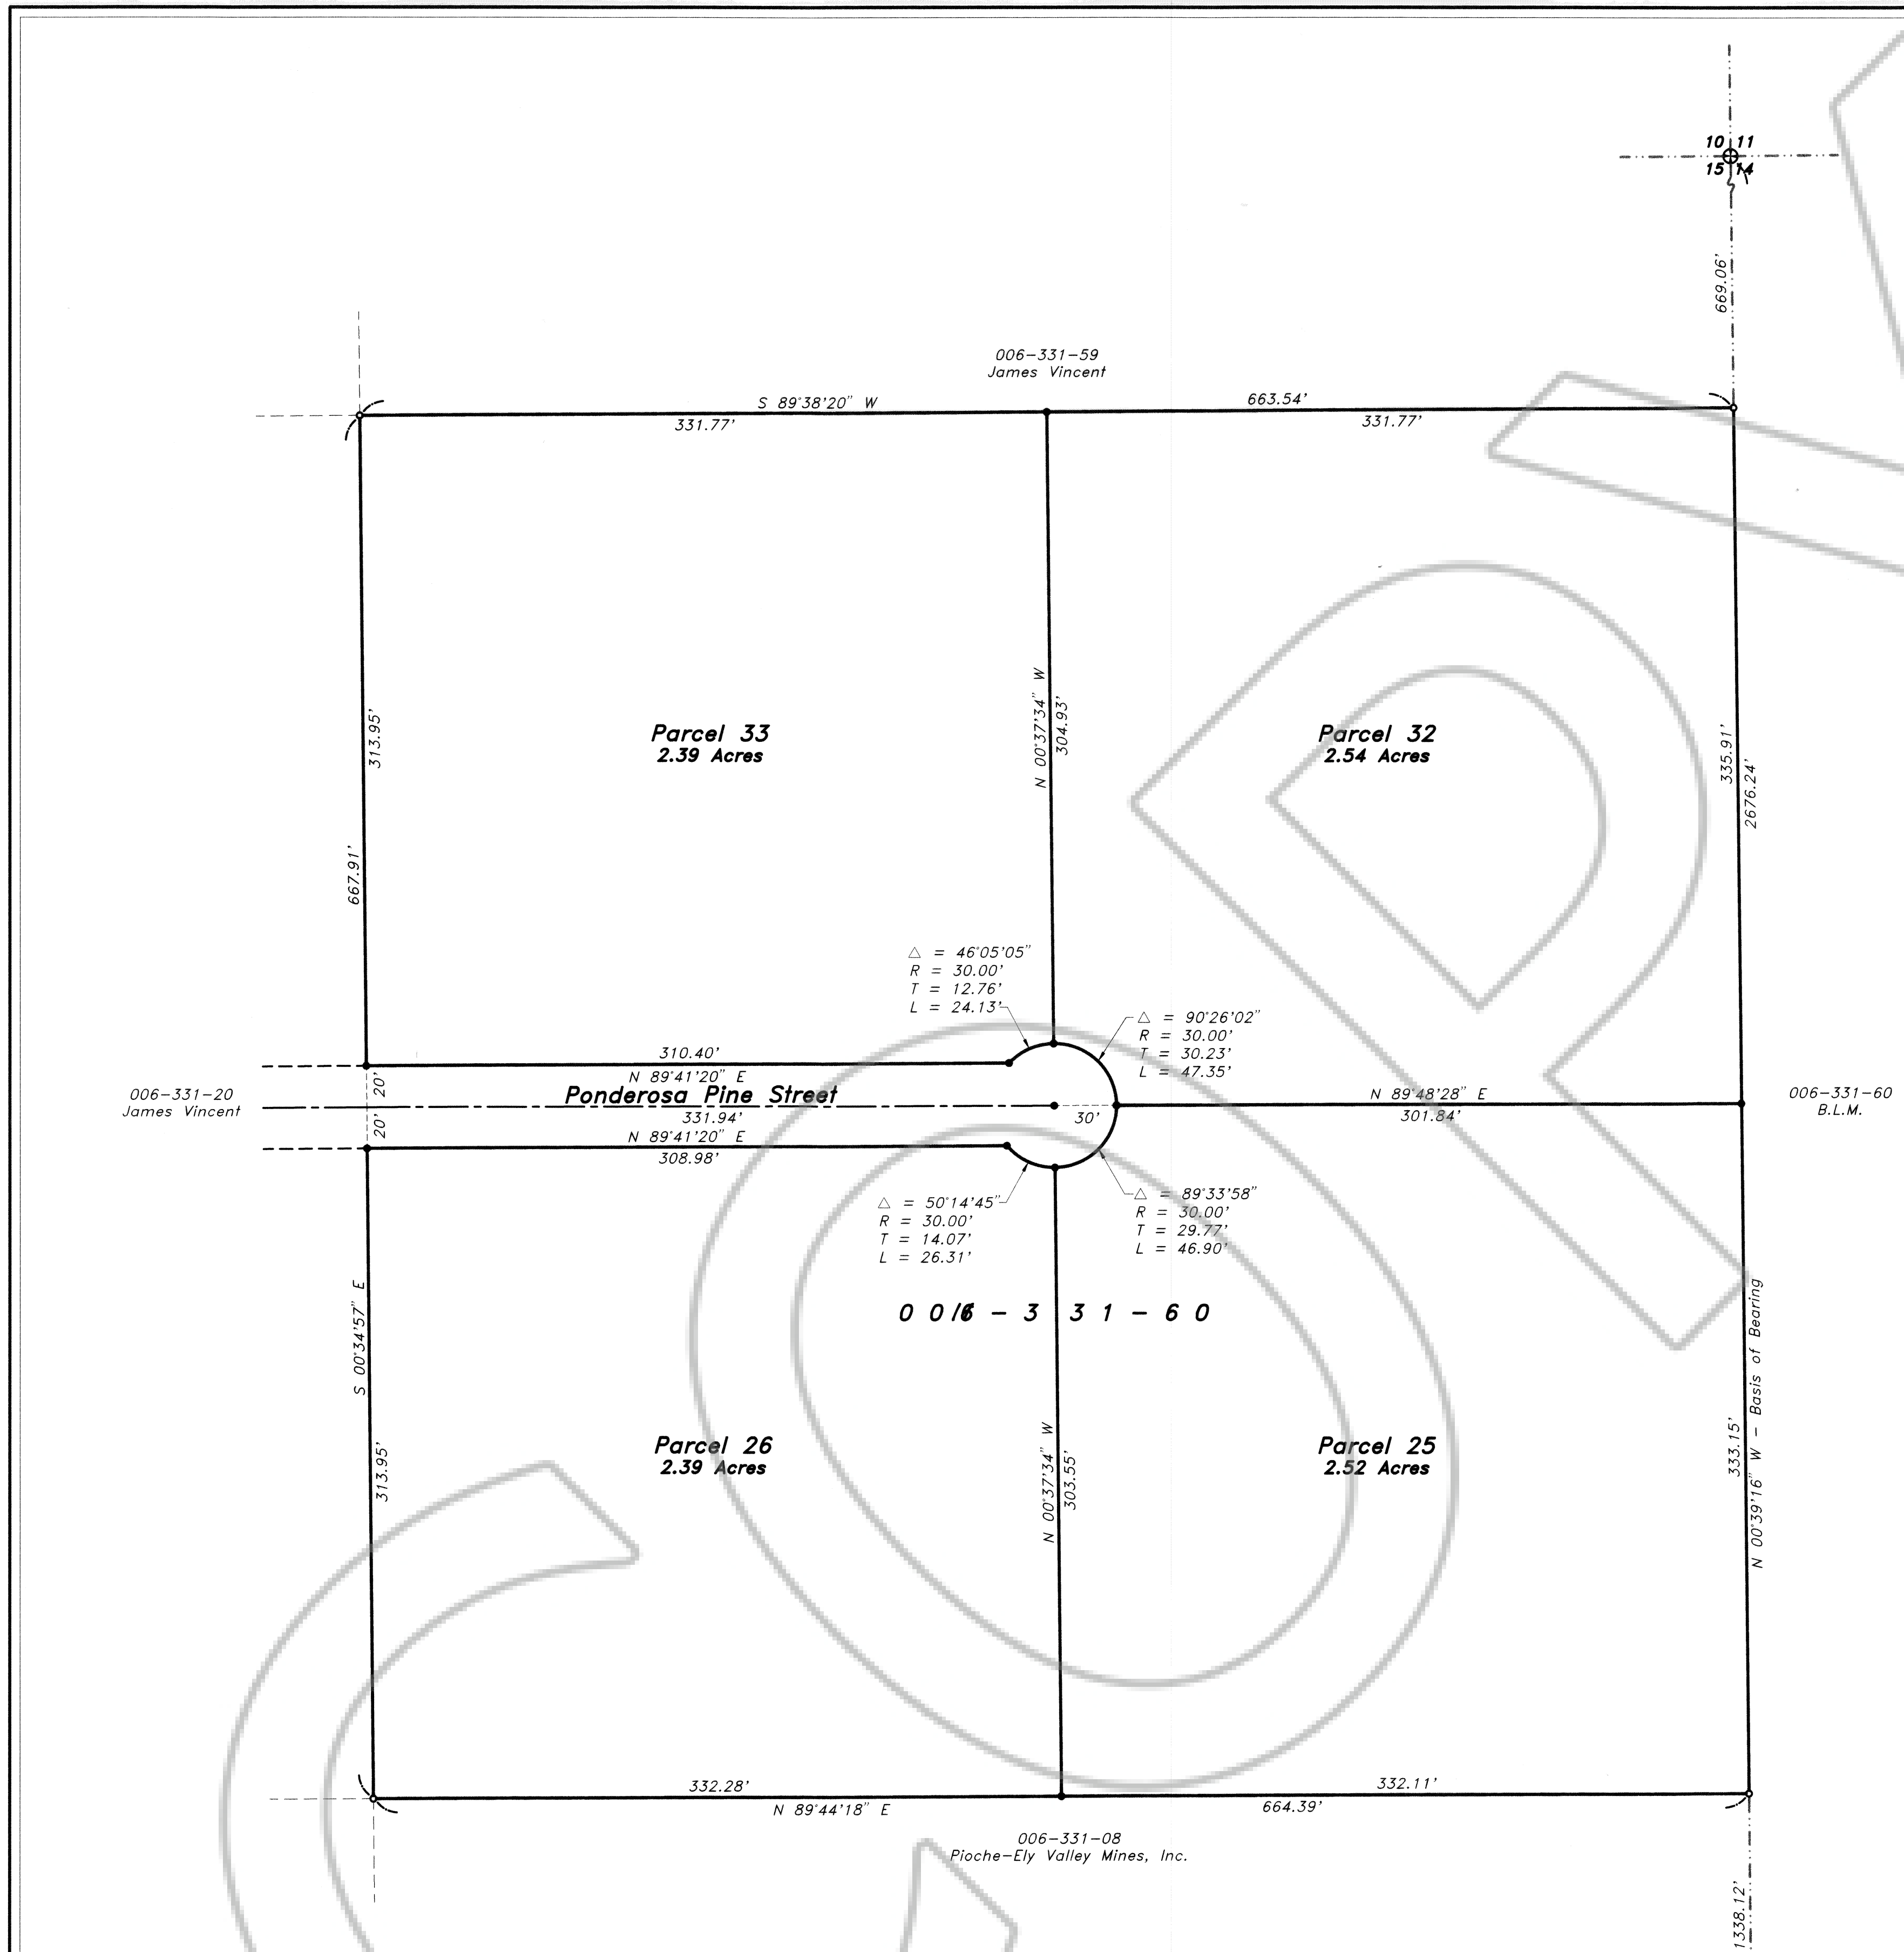 10 11
15 14
669.06'
006-331-59
James Vincent
S 89°38'20" W
663.54'
331.77'
331.77'
313.95'
667.91'
N 00°37'34" W
304.93'
335.91'
2676.24'
Parcel 33
2.39 Acres
Parcel 32
2.54 Acres
△ = 46°05'05"
R = 30.00'
T = 12.76'
L = 24.13'
△ = 90°26'02"
R = 30.00'
T = 30.23'
L = 47.35'
310.40'
N 89°41'20" E
20'
006-331-20
James Vincent
Ponderosa Pine Street
331.94'
30'
N 89°48'28" E
301.84'
006-331-60
B.L.M.
20'
N 89°41'20" E
308.98'
△ = 50°14'45"
R = 30.00'
T = 14.07'
L = 26.31'
△ = 89°33'58"
R = 30.00'
T = 29.77'
L = 46.90'
- 3 3 1 - 6 0
S 00°34'57" E
313.95'
N 00°37'34" W
303.55'
333.15'
N 00°39'16" W - Basis of Bearing
Parcel 26
2.39 Acres
Parcel 25
2.52 Acres
332.28'
N 89°44'18" E
332.11'
664.39'
006-331-08
Pioche-Ely Valley Mines, Inc.
1338.12'